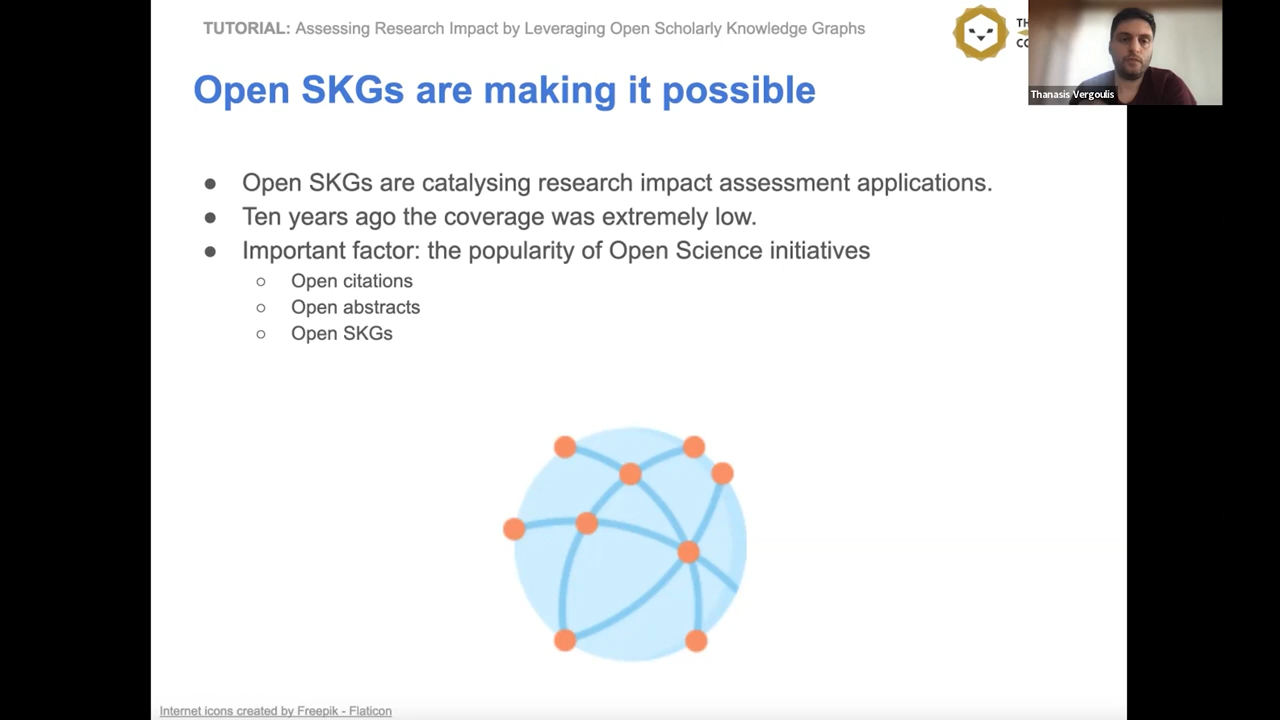 TUTORIAL: Assessing Research Impact by Leveraging Open Scholarly Knowledge Graphs
Thanasis Vergoulis
Open SKGs are making it possible
● Open SKGs are catalysing research impact assessment applications.
● Ten years ago the coverage was extremely low.
● Important factor: the popularity of Open Science initiatives
○ Open citations
○ Open abstracts
○ Open SKGs
Internet icons created by Freepik - Flaticon